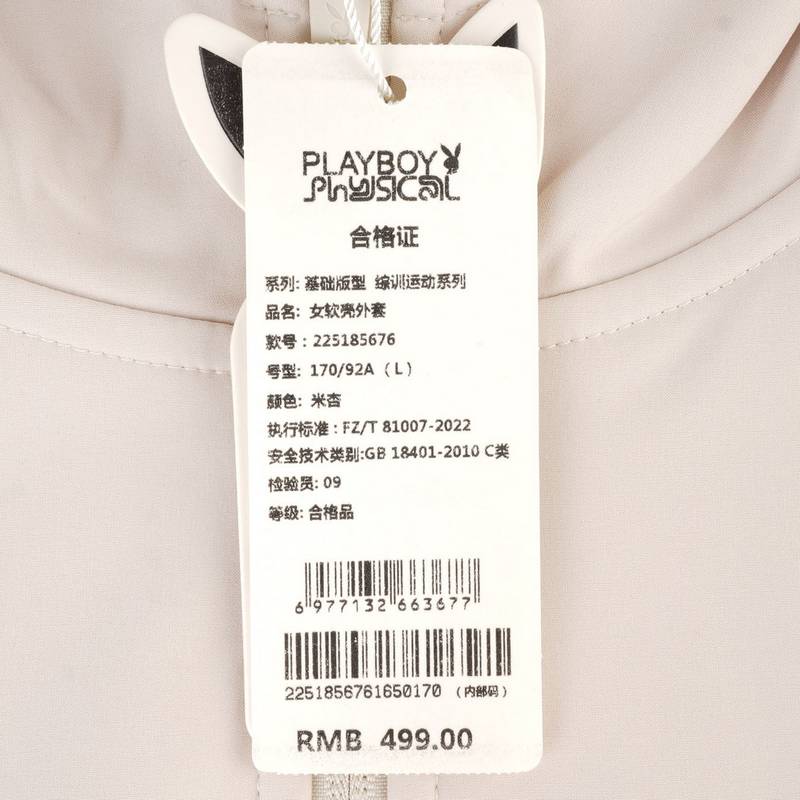 PLAYBOY
PhYSICAL
合格证
系列: 基础版型 综训运动系列
品名: 女软壳外套
款号: 225185676
号型: 170/92A (L)
颜色: 米杏
执行标准: FZ/T 81007-2022
安全技术类别:GB 18401-2010 C类
检验员: 09
等级: 合格品
6 977132 663677
2251856761650170 (内部码)
RMB 499.00